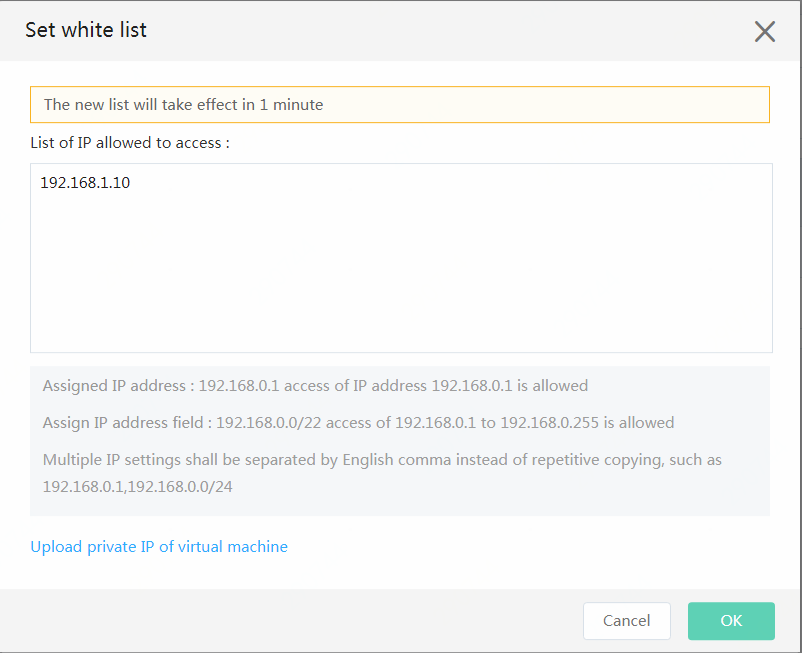 Set white list
The new list will take effect in 1 minute
List of IP allowed to access :
192.168.1.10
Assigned IP address : 192.168.0.1 access of IP address 192.168.0.1 is allowed
Assign IP address field : 192.168.0.0/22 access of 192.168.0.1 to 192.168.0.255 is allowed
Multiple IP settings shall be separated by English comma instead of repetitive copying, such as
192.168.0.1,192.168.0.0/24
Upload private IP of virtual machine
Cancel
OK